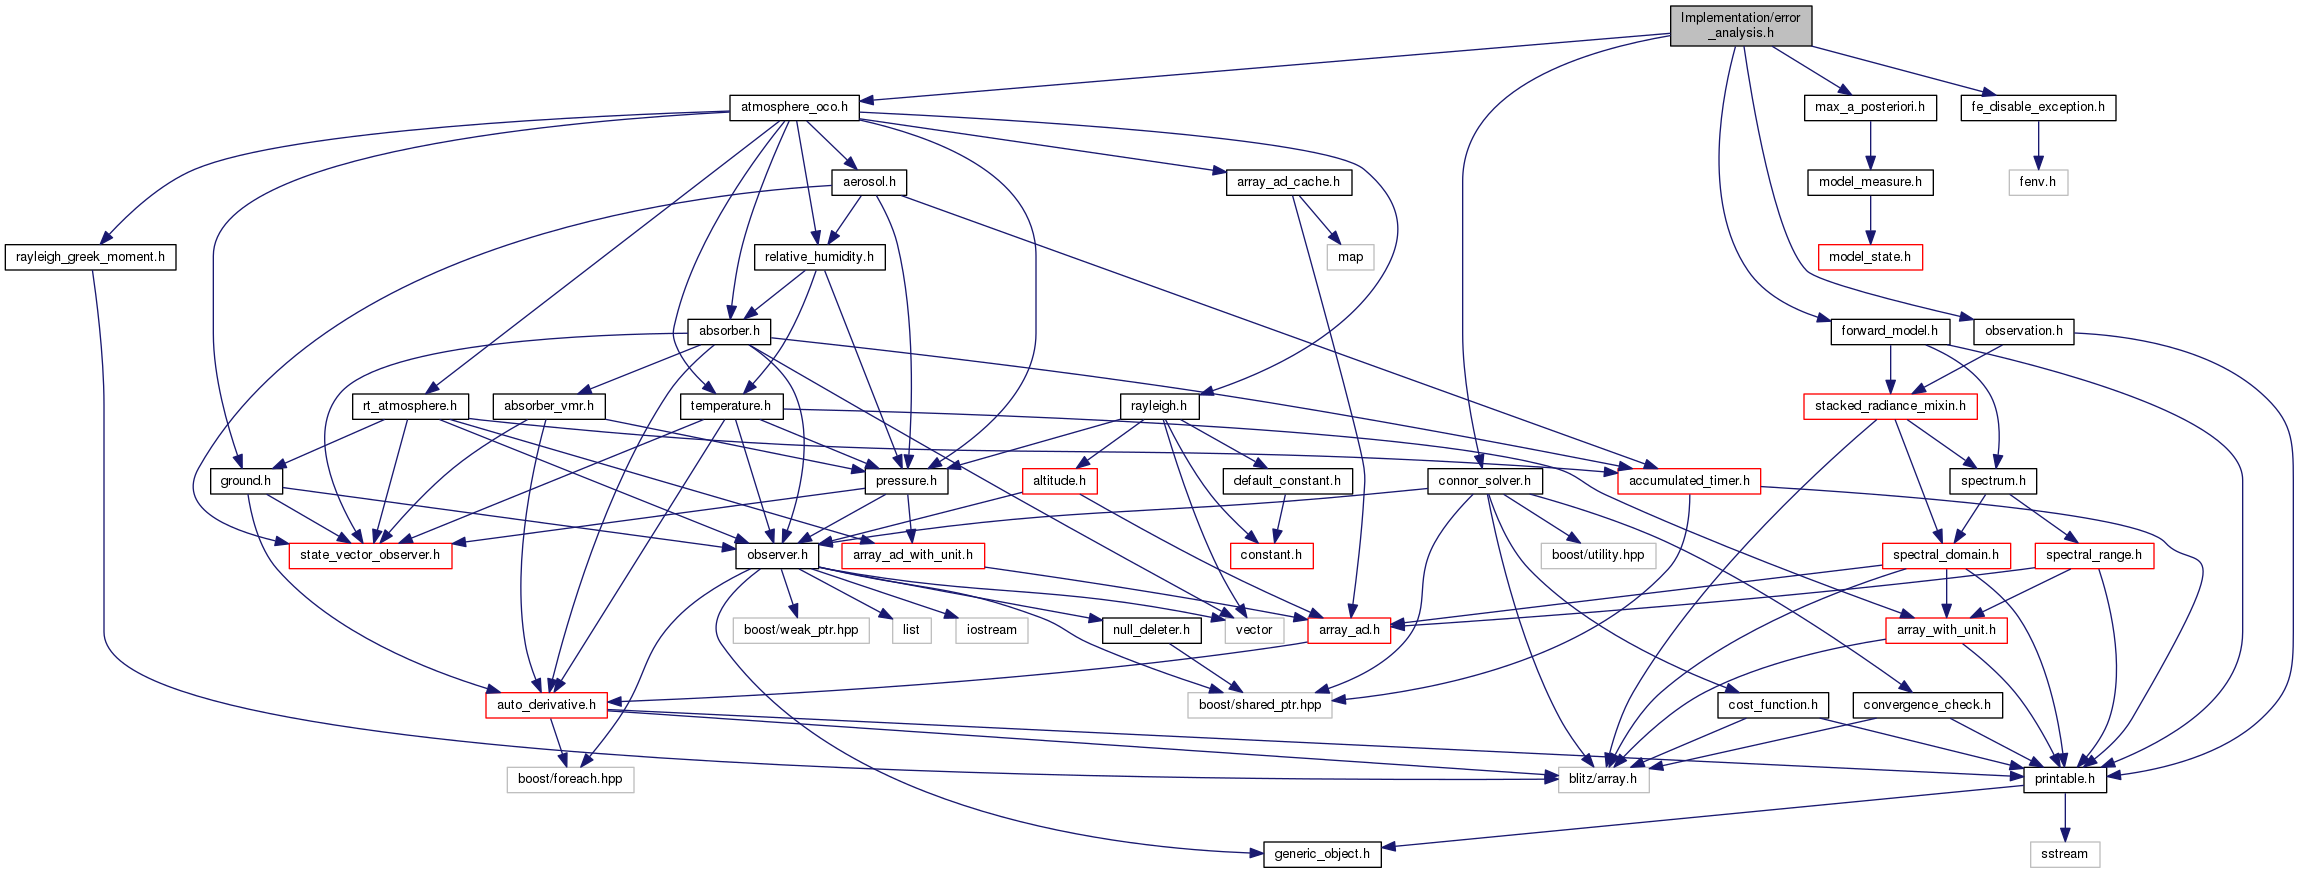 Implementation/error
_analysis.h
atmosphere_oco.h
max_a_posteriori.h
fe_disable_exception.h
aerosol.h
array_ad_cache.h
model_measure.h
fenv.h
rayleigh_greek_moment.h
relative_humidity.h
map
model_state.h
absorber.h
forward_model.h
observation.h
rt_atmosphere.h
absorber_vmr.h
temperature.h
rayleigh.h
stacked_radiance_mixin.h
ground.h
pressure.h
altitude.h
default_constant.h
connor_solver.h
accumulated_timer.h
spectrum.h
state_vector_observer.h
observer.h
array_ad_with_unit.h
constant.h
boost/utility.hpp
spectral_domain.h
spectral_range.h
boost/weak_ptr.hpp
list
iostream
null_deleter.h
vector
array_ad.h
array_with_unit.h
auto_derivative.h
boost/shared_ptr.hpp
cost_function.h
convergence_check.h
boost/foreach.hpp
blitz/array.h
printable.h
generic_object.h
sstream